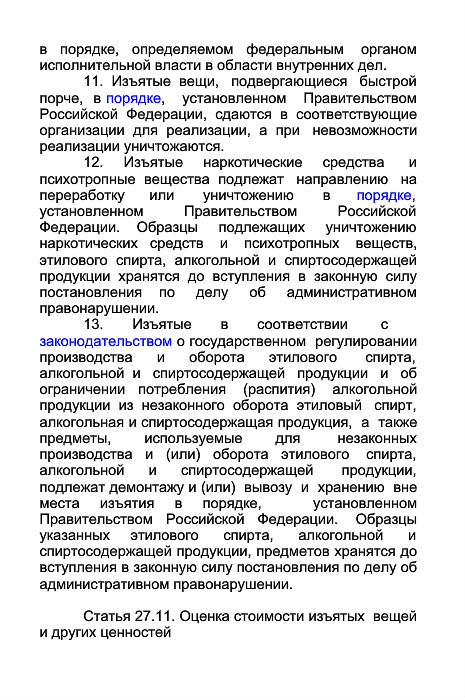 в порядке, определяемом федеральным органом
исполнительной власти в области внутренних дел.
11. Изъятые вещи, подвергающиеся быстрой
порче, в порядке, установленном Правительством
Российской Федерации, сдаются в соответствующие
организации для реализации, а при невозможности
реализации уничтожаются.
12. Изъятые наркотические средства и
психотропные вещества подлежат направлению на
переработку или уничтожению в порядке,
установленном Правительством Российской
Федерации. Образцы подлежащих уничтожению
наркотических средств и психотропных веществ,
этилового спирта, алкогольной и спиртосодержащей
продукции хранятся до вступления в законную силу
постановления по делу об административном
правонарушении.
13. Изъятые в соответствии с
законодательством о государственном регулировании
производства и оборота этилового спирта,
алкогольной и спиртосодержащей продукции и об
ограничении потребления (распития) алкогольной
продукции из незаконного оборота этиловый спирт,
алкогольная и спиртосодержащая продукция, а также
предметы, используемые для незаконных
производства и (или) оборота этилового спирта,
алкогольной и спиртосодержащей продукции,
подлежат демонтажу и (или) вывозу и хранению вне
места изъятия в порядке, установленном
Правительством Российской Федерации. Образцы
указанных этилового спирта, алкогольной и
спиртосодержащей продукции, предметов хранятся до
вступления в законную силу постановления по делу об
административном правонарушении.
Статья 27.11. Оценка стоимости изъятых вещей
и других ценностей